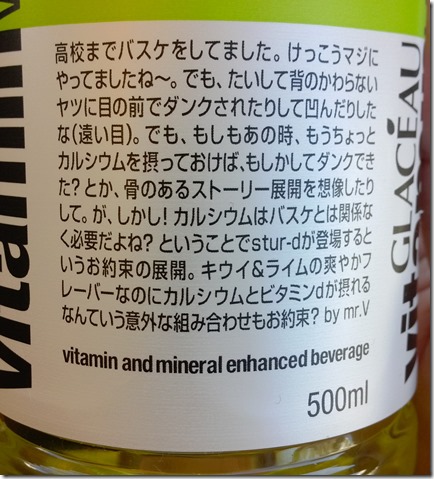 高校までバスケをしてました。けっこうマジに
やってましたね〜。でも、たいして背のかわらない
ヤツに目の前でダンクされたりして凹んだりした
な(遠い目)。でも、もしもあの時、もうちょっと
カルシウムを摂っておけば、もしかしてダンクでき
た?とか、骨のあるストーリー展開を想像したり
して。が、しかし!カルシウムはバスケとは関係な
く必要だよね?ということでstur-dが登場すると
いうお約束の展開。キウイ&ライムの爽やかフ
レーバーなのにカルシウムとビタミンdが摂れる
なんていう意外な組み合わせもお約束? by mr.V
vitamin and mineral enhanced beverage
500ml
GLACÉAU